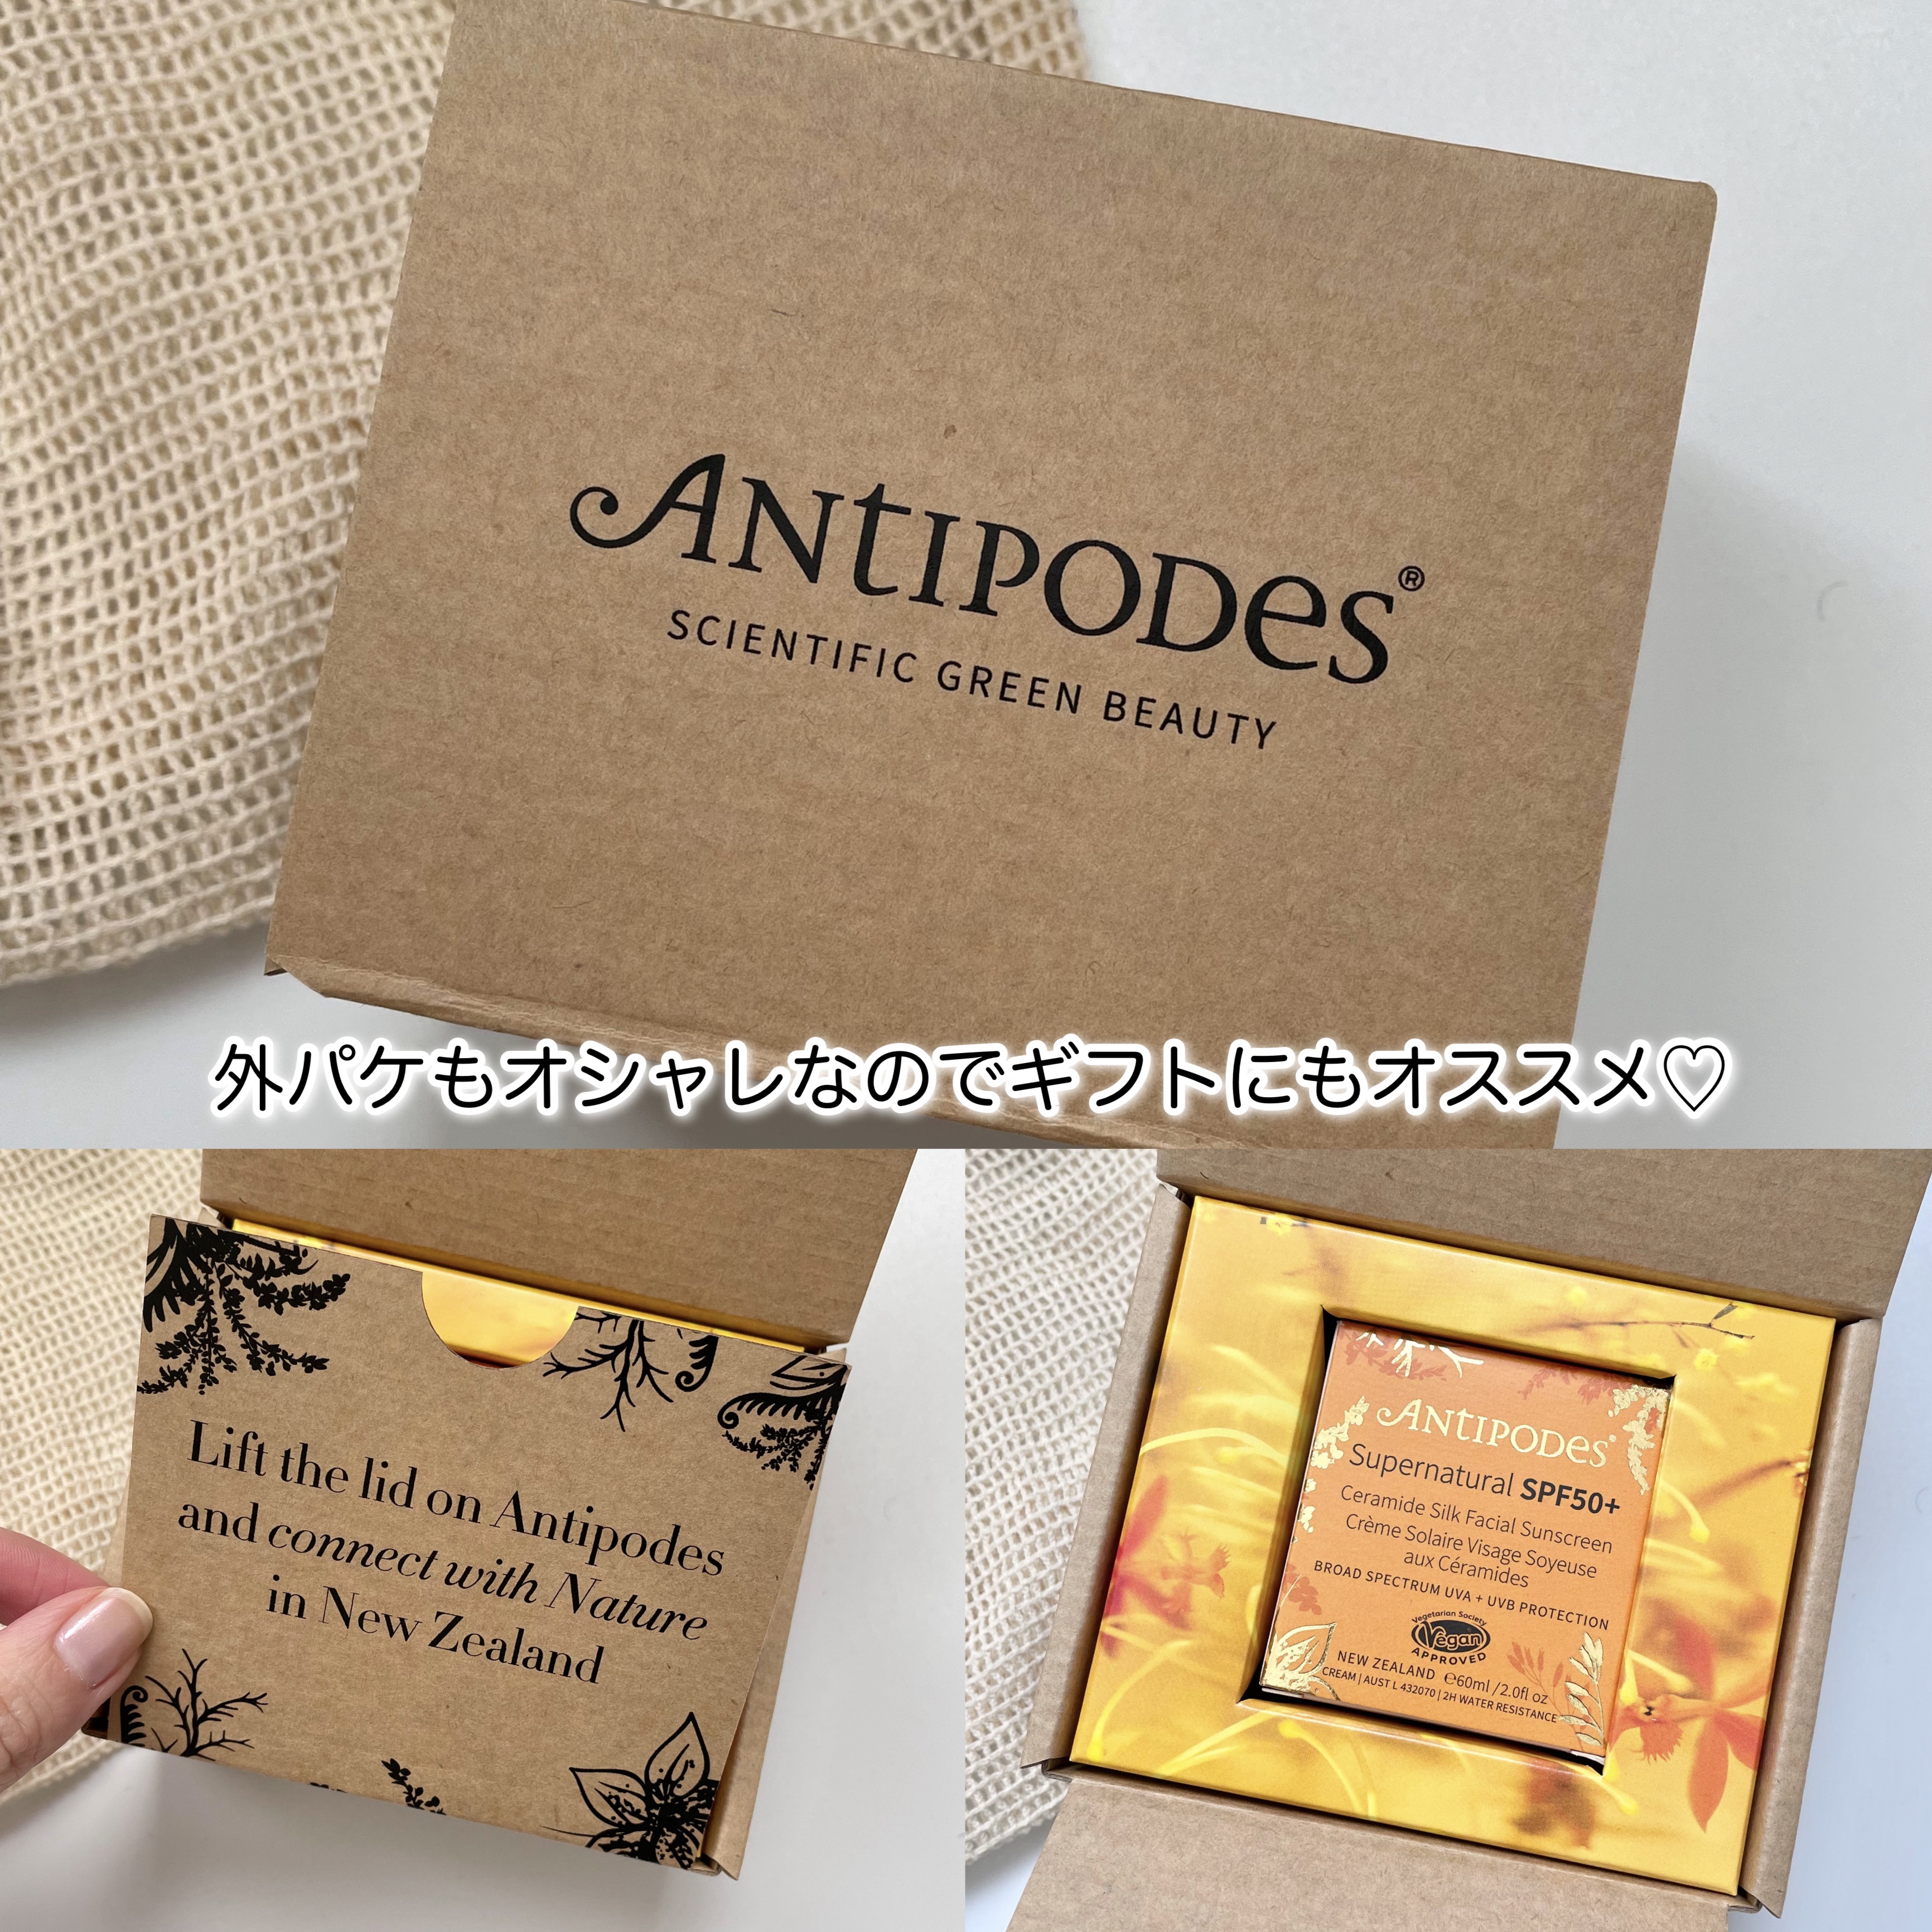 ANtIPODes®
SCIENTIFIC GREEN BEAUTY
外パケもオシャレなのでギフトにもオススメ♡
Lift the lid on Antipodes
and connect with Nature
in New Zealand
ANtIPODes®
Supernatural SPF50+
Ceramide Silk Facial Sunscreen
Crème Solaire Visage Soyeuse
aux Céramides
BROAD SPECTRUM UVA + UVB PROTECTION
Vegetarian Society
Vegan
APPROVED
NEW ZEALAND ℮60ml / 2.0fl oz
CREAM | AUST L 432070 | 2H WATER RESISTANCE